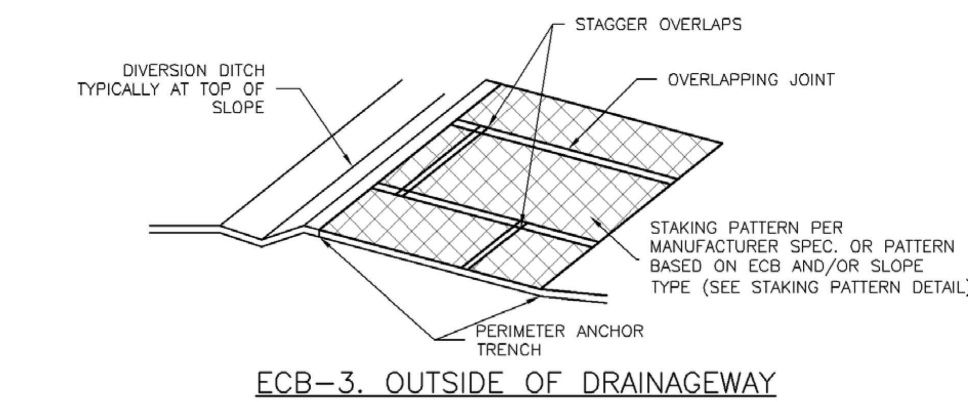 STAGGER OVERLAPS
DIVERSION DITCH
TYPICALLY AT TOP OF
SLOPE
OVERLAPPING JOINT
STAKING PATTERN PER
MANUFACTURER SPEC. OR PATTERN
BASED ON ECB AND/OR SLOPE
TYPE (SEE STAKING PATTERN DETAIL)
PERIMETER ANCHOR
TRENCH
ECB-3. OUTSIDE OF DRAINAGEWAY